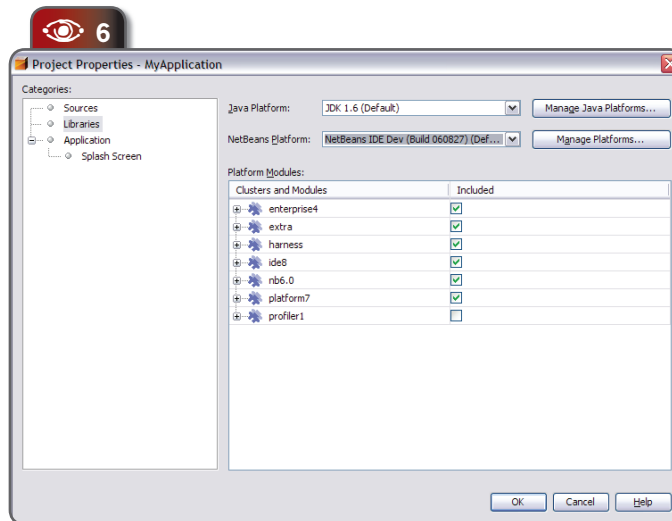 6
Project Properties - MyApplication
Categories:
Sources
Libraries
Application
Splash Screen
Java Platform: JDK 1.6 (Default) Manage Java Platforms...
NetBeans Platform: NetBeans IDE Dev (Build 060827) (Def... Manage Platforms...
Platform Modules:
Clusters and Modules Included
enterprise4
extra
harness
ide8
nb6.0
platform7
profiler1
OK Cancel Help